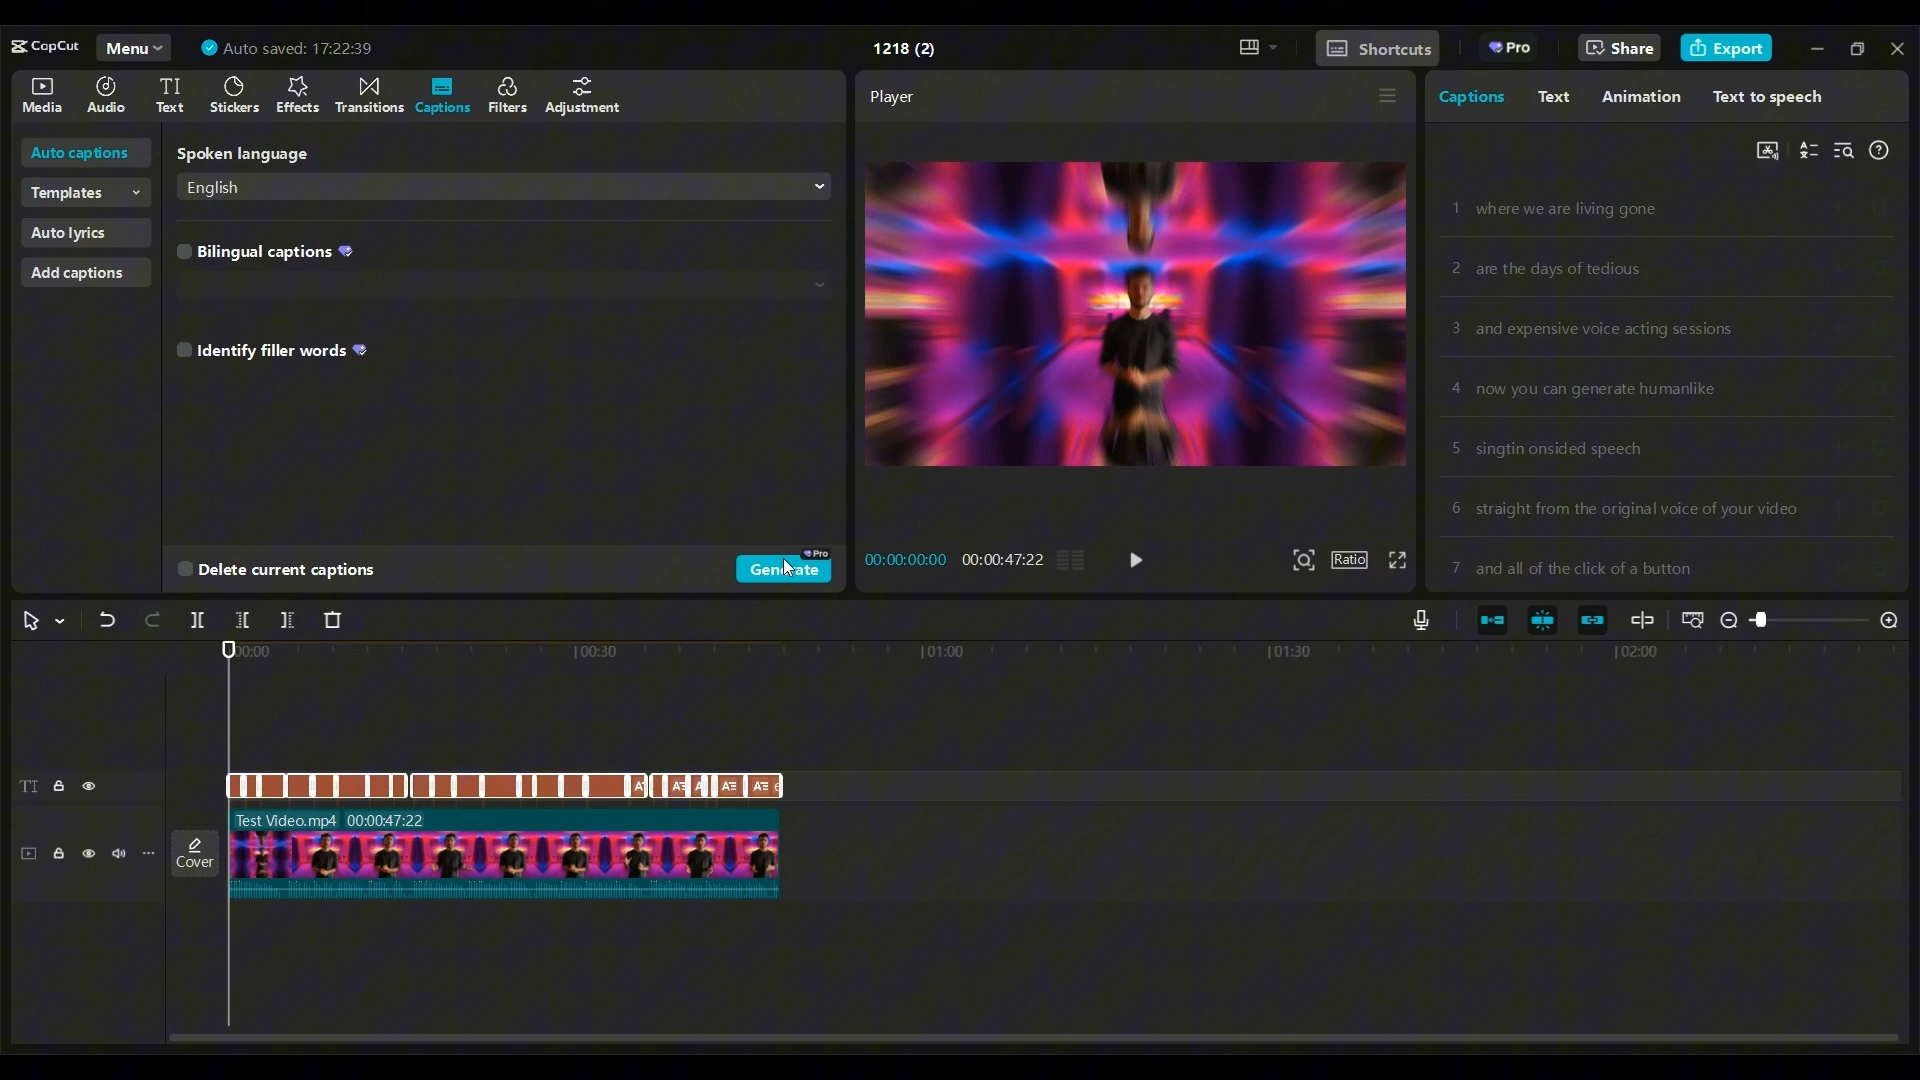 CapCut
Menu
Auto saved: 17:22:39
1218 (2)
Shortcuts
Pro
Share
Export
Media
Audio
TI
Text
Stickers
Effects
Transitions
Captions
Filters
Adjustment
Auto captions
Templates
Auto lyrics
Add captions
Spoken language
English
Bilingual captions
Identify filler words
Delete current captions
Pro
Generate
Player
00:00:00:00
00:00:47:22
Ratio
Captions
Text
Animation
Text to speech
1 where we are living gone
2 are the days of tedious
3 and expensive voice acting sessions
4 now you can generate humanlike
5 singtin onsided speech
6 straight from the original voice of your video
7 and all of the click of a button
00:00
00:30
01:00
01:30
02:00
TI
Test Video.mp4 00:00:47:22
Cover